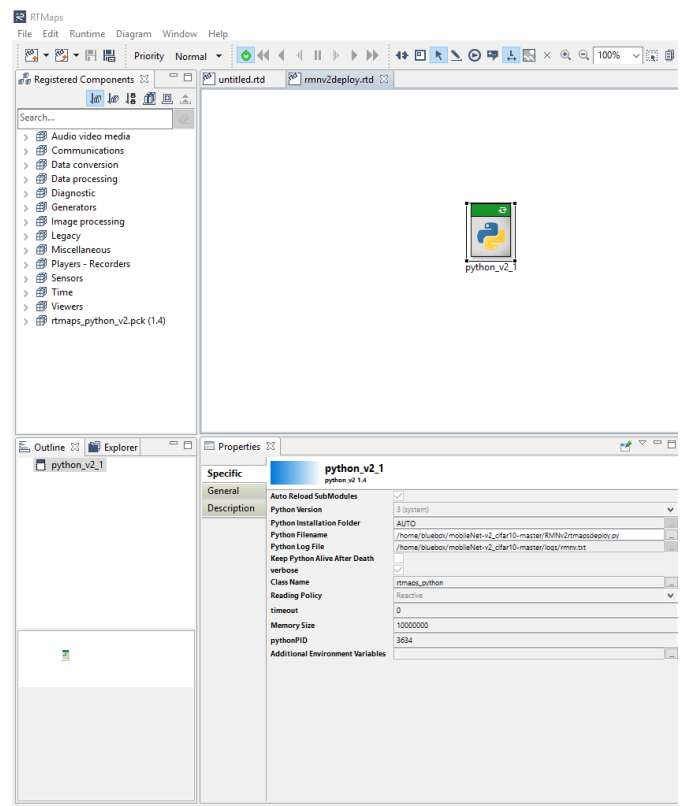 RTMaps
File Edit Runtime Diagram Window Help
Priority Normal
100%
Registered Components
untitled.rtd
rmnv2deploy.rtd
Search...
Audio video media
Communications
Data conversion
Data processing
Diagnostic
Generators
Image processing
Legacy
Miscellaneous
Players - Recorders
Sensors
Time
Viewers
rtmaps_python_v2.pck (1.4)
python_v2_1
Outline
Explorer
python_v2_1
Properties
Specific
General
Description
python_v2_1
python_v2 1.4
Auto Reload SubModules
Python Version 3 (system)
Python Installation Folder AUTO
Python Filename /home/bluebox/mobileNet-v2_cifar10-master/RMNv2rtmapsdeploy.py
Python Log File /home/bluebox/mobileNet-v2_cifar10-master/logs/rmnv.txt
Keep Python Alive After Death
verbose
Class Name rtmaps_python
Reading Policy Reactive
timeout 0
Memory Size 10000000
pythonPID 3634
Additional Environment Variables